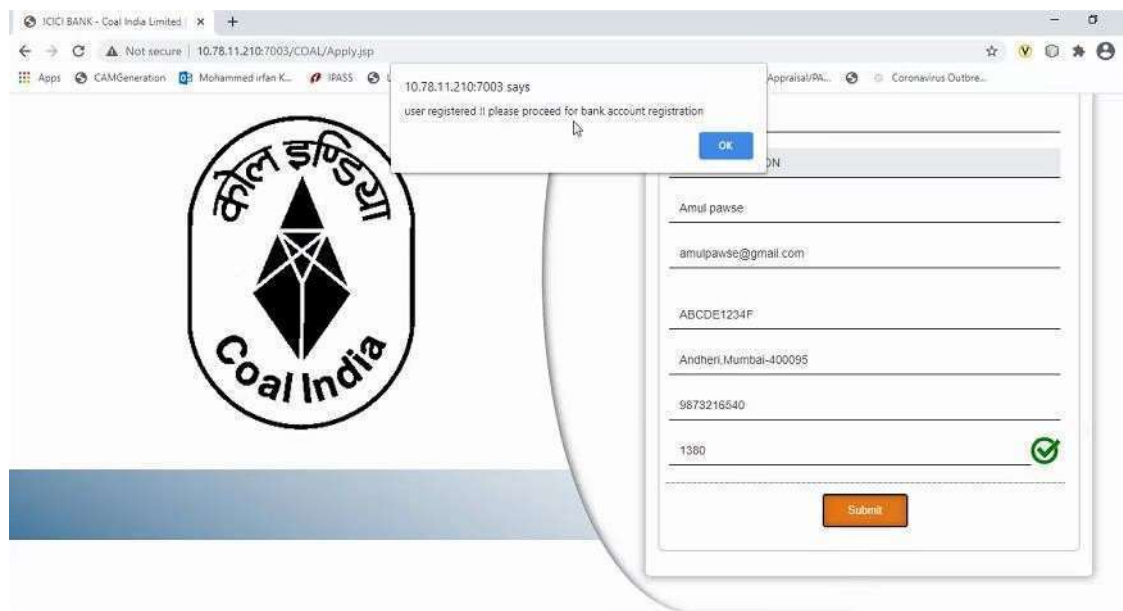 ICICI BANK - Coal India Limited
Not secure | 10.78.11.210:7003/COAL/Apply.jsp
Apps CAMGeneration Mohammed irfan K... IPASS Appraisal/PA... Coronavirus Outbre...
10.78.11.210:7003 says
user registered !! please proceed for bank account registration
OK
ON
कोल इण्डिया
Coal India
Amul pawse
amulpawse@gmail.com
ABCDE1234F
Andheri,Mumbai-400095
9873216540
1380
Submit